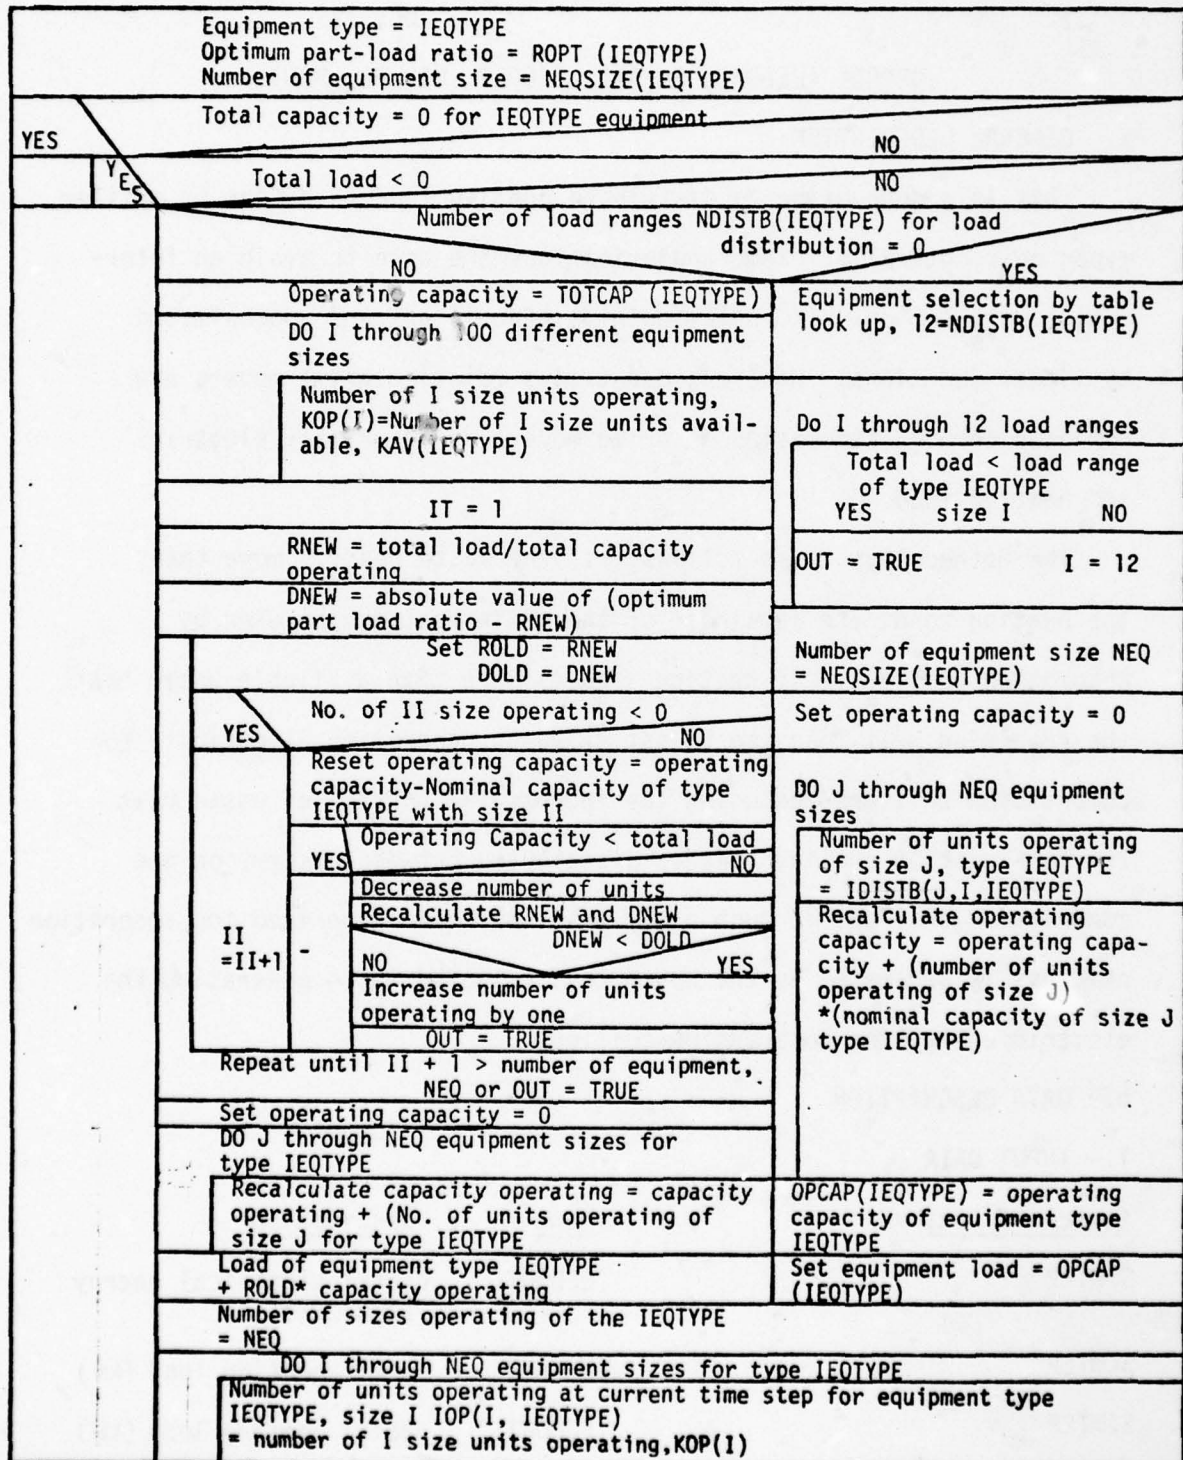 Equipment type = IEQTYPE
Optimum part-load ratio = ROPT (IEQTYPE)
Number of equipment size = NEQSIZE(IEQTYPE)
Total capacity = 0 for IEQTYPE equipment
YES
NO
YES
Total load < 0
NO
Number of load ranges NDISTB(IEQTYPE) for load
distribution = 0
NO
YES
Operating capacity = TOTCAP (IEQTYPE)
DO I through 100 different equipment
sizes
Number of I size units operating,
KOP(I)=Number of I size units avail-
able, KAV(IEQTYPE)
IT = 1
RNEW = total load/total capacity
operating
DNEW = absolute value of (optimum
part load ratio - RNEW)
Set ROLD = RNEW
DOLD = DNEW
No. of II size operating < 0
YES
NO
Reset operating capacity = operating
capacity-Nominal capacity of type
IEQTYPE with size II
Operating Capacity < total load
YES
NO
Decrease number of units
Recalculate RNEW and DNEW
DNEW < DOLD
II
=II+1
NO
YES
Increase number of units
operating by one
OUT = TRUE
Repeat until II + 1 > number of equipment,
NEQ or OUT = TRUE
Set operating capacity = 0
DO J through NEQ equipment sizes for
type IEQTYPE
Recalculate capacity operating = capacity
operating + (No. of units operating of
size J for type IEQTYPE
Load of equipment type IEQTYPE
+ ROLD* capacity operating
Equipment selection by table
look up, 12=NDISTB(IEQTYPE)
Do I through 12 load ranges
Total load < load range
of type IEQTYPE
YES size I NO
OUT = TRUE I = 12
Number of equipment size NEQ
= NEQSIZE(IEQTYPE)
Set operating capacity = 0
DO J through NEQ equipment
sizes
Number of units operating
of size J, type IEQTYPE
= IDISTB(J,I,IEQTYPE)
Recalculate operating
capacity = operating capa-
city + (number of units
operating of size J)
*(nominal capacity of size J
type IEQTYPE)
OPCAP(IEQTYPE) = operating
capacity of equipment type
IEQTYPE
Set equipment load = OPCAP
(IEQTYPE)
Number of sizes operating of the IEQTYPE
= NEQ
DO I through NEQ equipment sizes for type IEQTYPE
Number of units operating at current time step for equipment type
IEQTYPE, size I IOP(I, IEQTYPE)
= number of I size units operating,KOP(I)